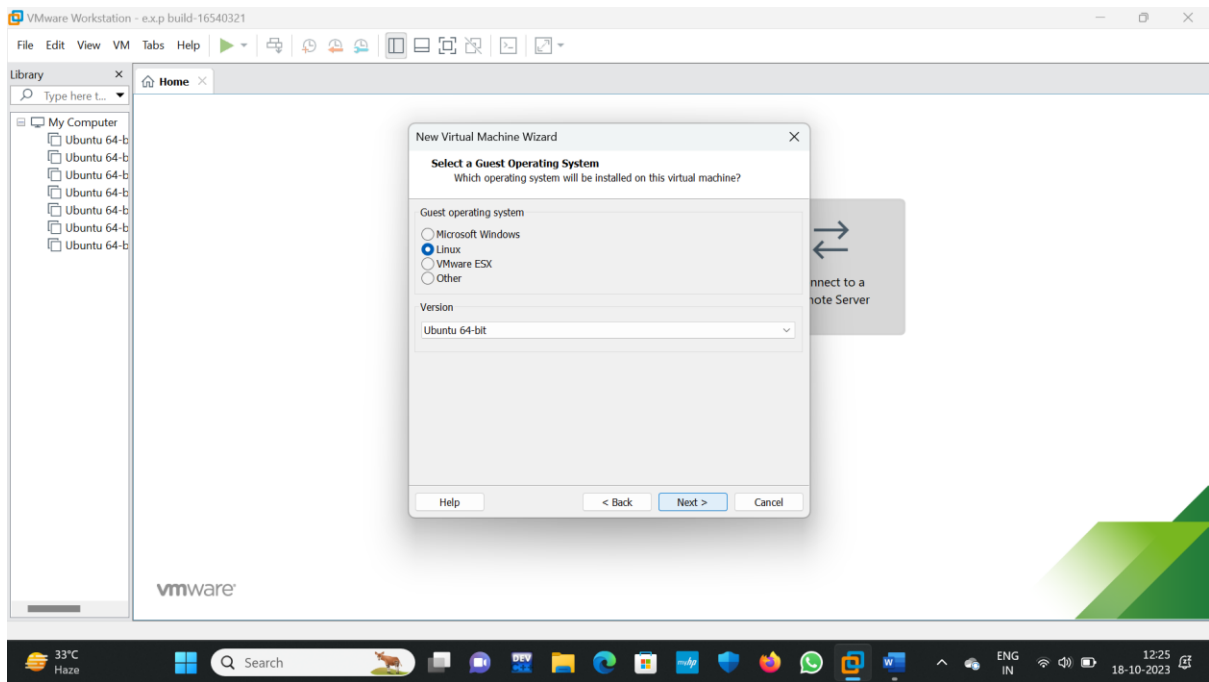 VMware Workstation - e.x.p build-16540321
File Edit View VM Tabs Help
Library
Type here t...
My Computer
Ubuntu 64-b
Ubuntu 64-b
Ubuntu 64-b
Ubuntu 64-b
Ubuntu 64-b
Ubuntu 64-b
Ubuntu 64-b
Home
New Virtual Machine Wizard
Select a Guest Operating System
Which operating system will be installed on this virtual machine?
Guest operating system
Microsoft Windows
Linux
VMware ESX
Other
Version
Ubuntu 64-bit
Help < Back Next > Cancel
nnect to a
note Server
vmware
33°C
Haze
Search
DEV
myhp
W
ENG
IN
12:25
18-10-2023